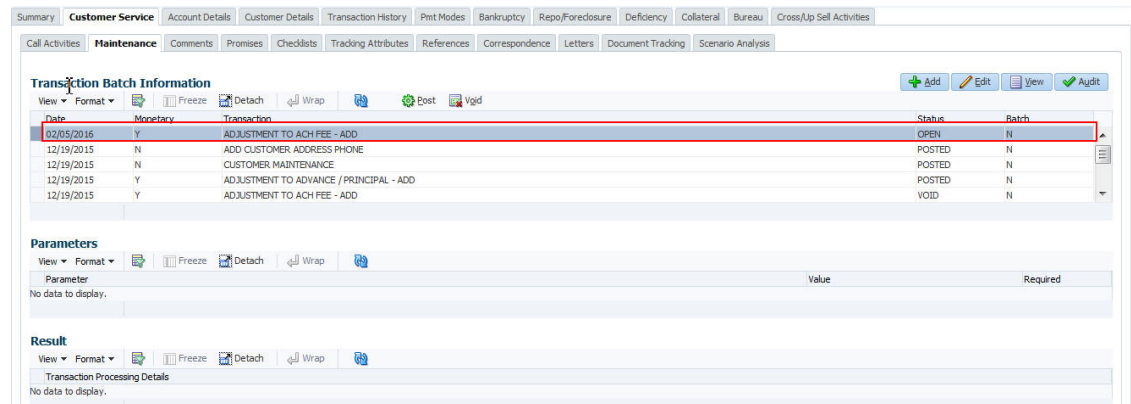 Summary Customer Service Account Details Customer Details Transaction History Pmt Modes Bankruptcy Repo/Foreclosure Deficiency Collateral Bureau Cross/Up Sell Activities
Call Activities Maintenance Comments Promises Checklists Tracking Attributes References Correspondence Letters Document Tracking Scenario Analysis
Transaction Batch Information Add Edit View Audit
View Format Freeze Detach Wrap Post Void
Date Monetary Transaction Status Batch
02/05/2016 Y ADJUSTMENT TO ACH FEE - ADD OPEN N
12/19/2015 N ADD CUSTOMER ADDRESS PHONE POSTED N
12/19/2015 N CUSTOMER MAINTENANCE POSTED N
12/19/2015 Y ADJUSTMENT TO ADVANCE / PRINCIPAL - ADD POSTED N
12/19/2015 Y ADJUSTMENT TO ACH FEE - ADD VOID N
Parameters
View Format Freeze Detach Wrap
Parameter Value Required
No data to display.
Result
View Format Freeze Detach Wrap
Transaction Processing Details
No data to display.